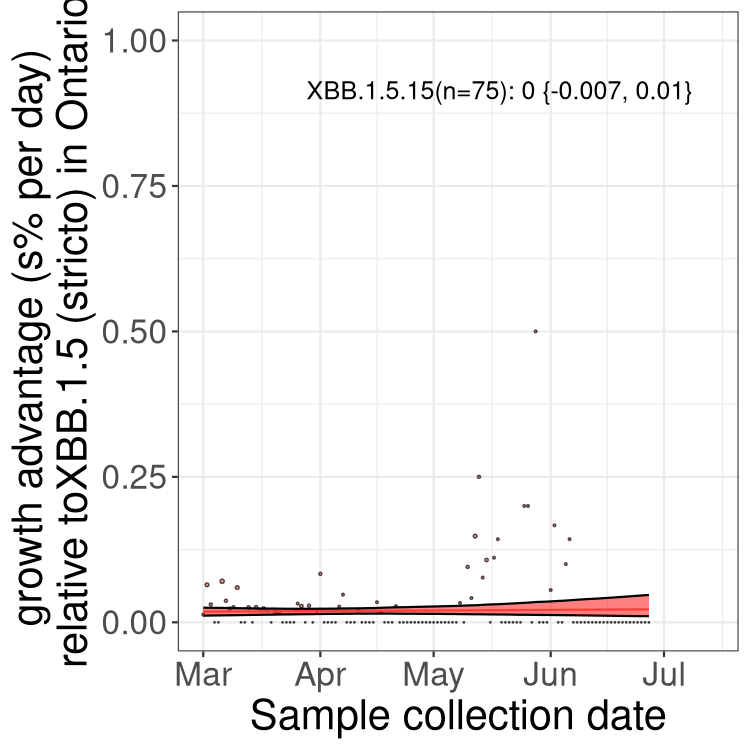 growth advantage (s% per day)
relative toXBB.1.5 (stricto) in Ontario
1.00
0.75
0.50
0.25
0.00
XBB.1.5.15(n=75): 0 {-0.007, 0.01}
Mar Apr May Jun Jul
Sample collection date